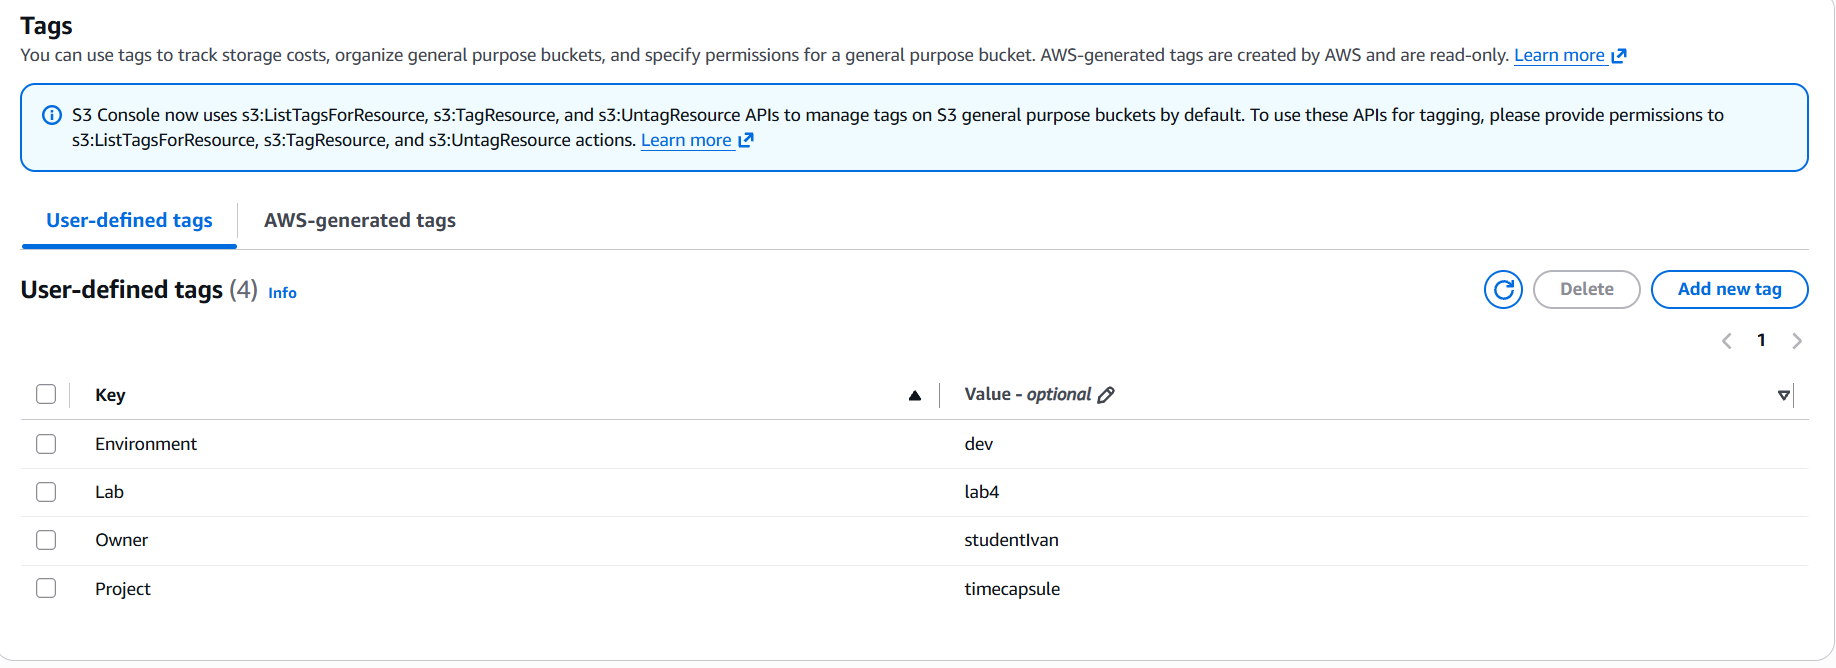 Tags
You can use tags to track storage costs, organize general purpose buckets, and specify permissions for a general purpose bucket. AWS-generated tags are created by AWS and are read-only. Learn more
S3 Console now uses s3:ListTagsForResource, s3:TagResource, and s3:UntagResource APIs to manage tags on S3 general purpose buckets by default. To use these APIs for tagging, please provide permissions to
s3:ListTagsForResource, s3:TagResource, and s3:UntagResource actions. Learn more
User-defined tags AWS-generated tags
User-defined tags (4) Info Delete Add new tag
1
Key Value - optional
Environment dev
Lab lab4
Owner studentIvan
Project timecapsule